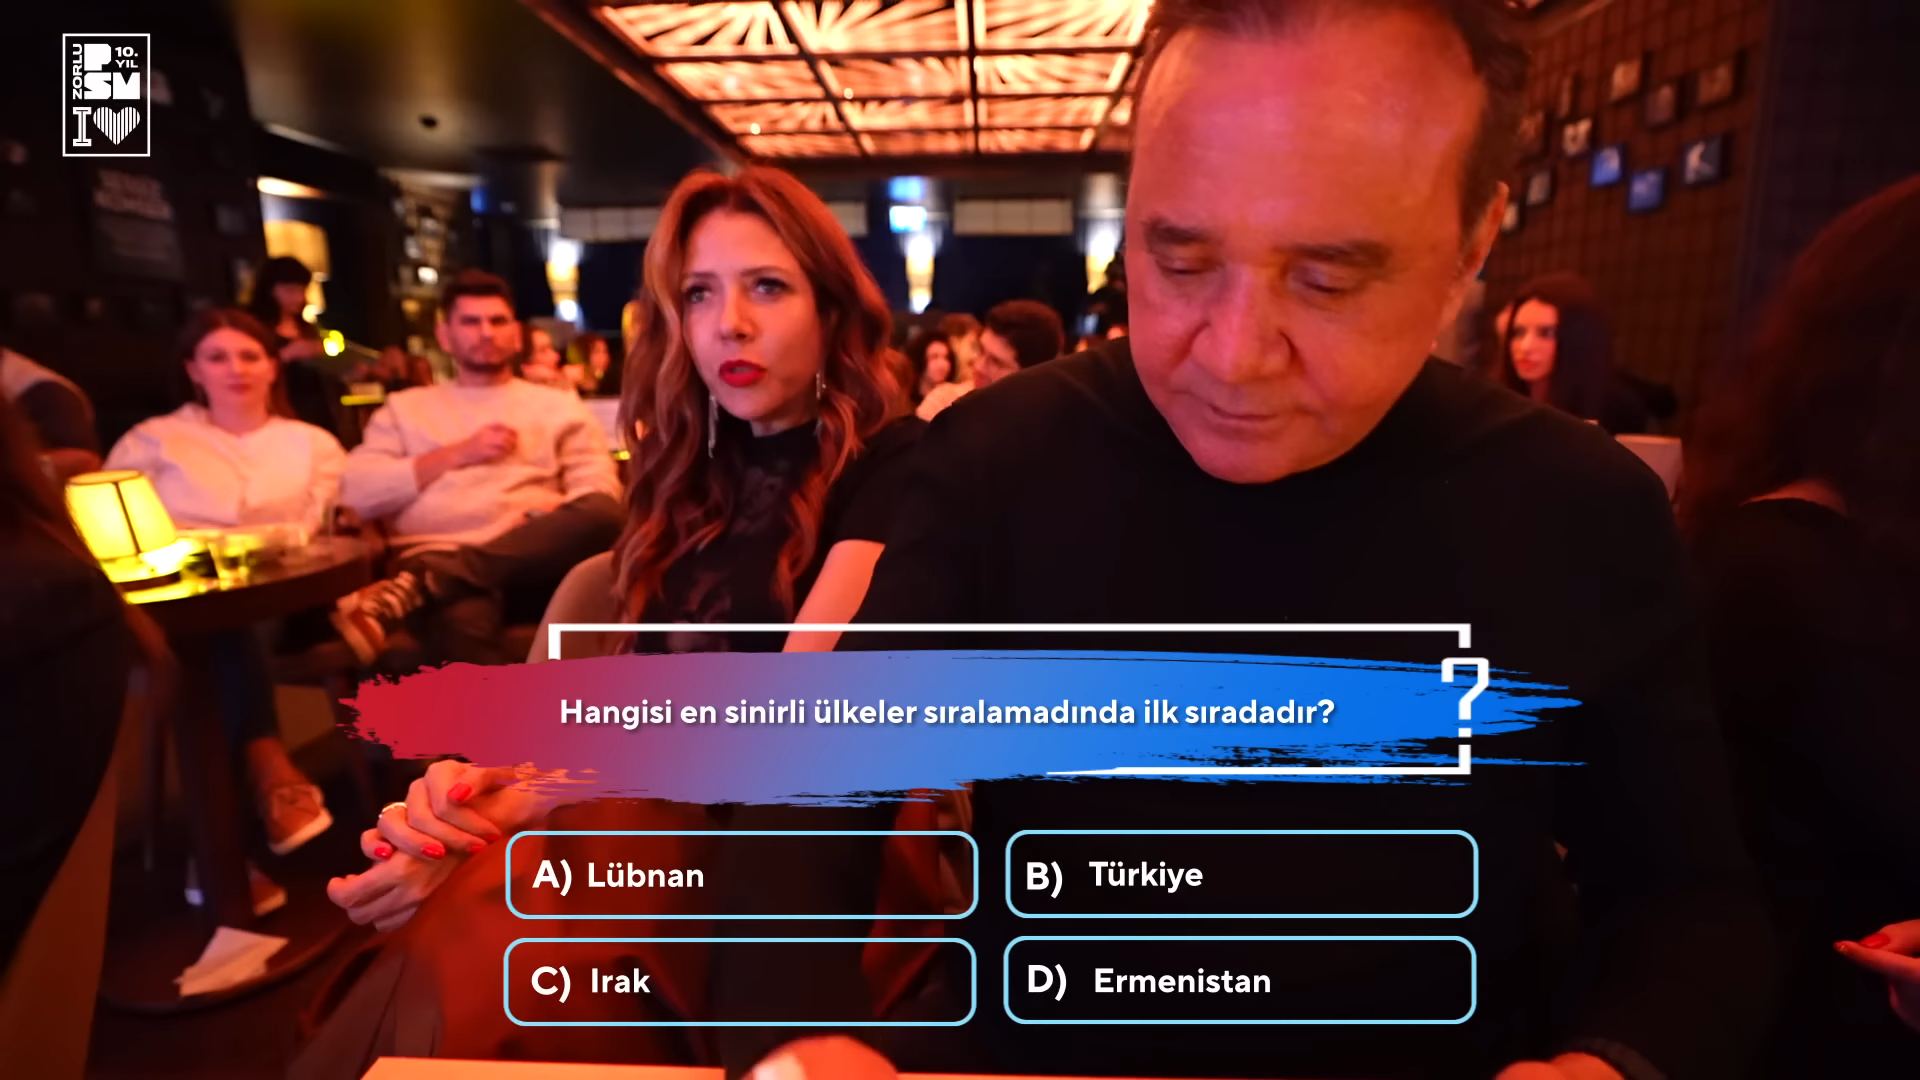 ZORLU
PSM
10.
YIL
I
Hangisi en sinirli ülkeler sıralamadında ilk sıradadır?
?
A) Lübnan
B) Türkiye
C) Irak
D) Ermenistan